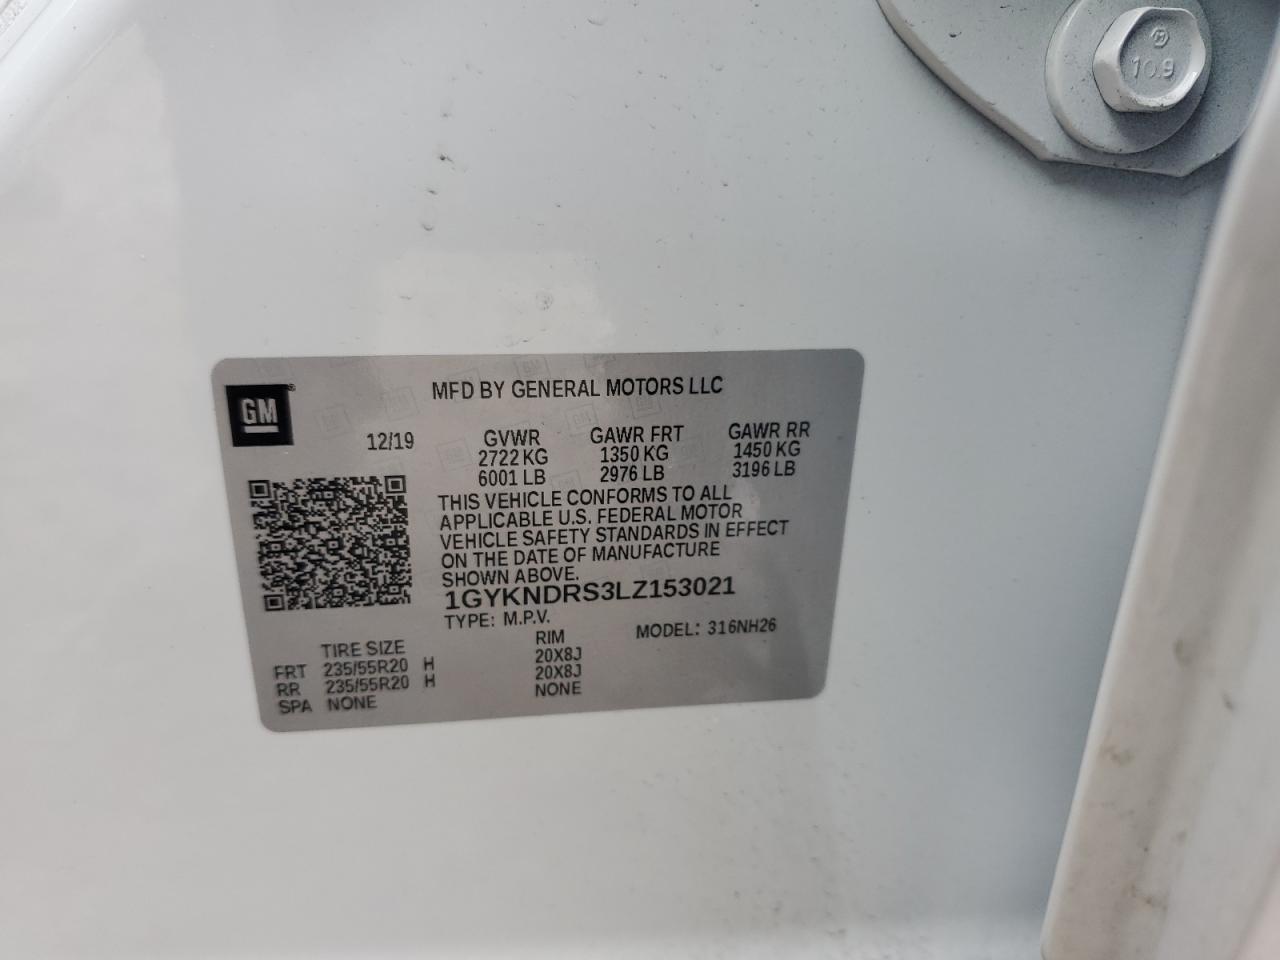 10.9
MFD BY GENERAL MOTORS LLC
GM
12/19 GVWR GAWR FRT GAWR RR
2722 KG 1350 KG 1450 KG
6001 LB 2976 LB 3196 LB
THIS VEHICLE CONFORMS TO ALL
APPLICABLE U.S. FEDERAL MOTOR
VEHICLE SAFETY STANDARDS IN EFFECT
ON THE DATE OF MANUFACTURE
SHOWN ABOVE.
1GYKNDRS3LZ153021
TYPE: M.P.V.
MODEL: 316NH26
TIRE SIZE RIM
FRT 235/55R20 H 20X8J
RR 235/55R20 H 20X8J
SPA NONE NONE